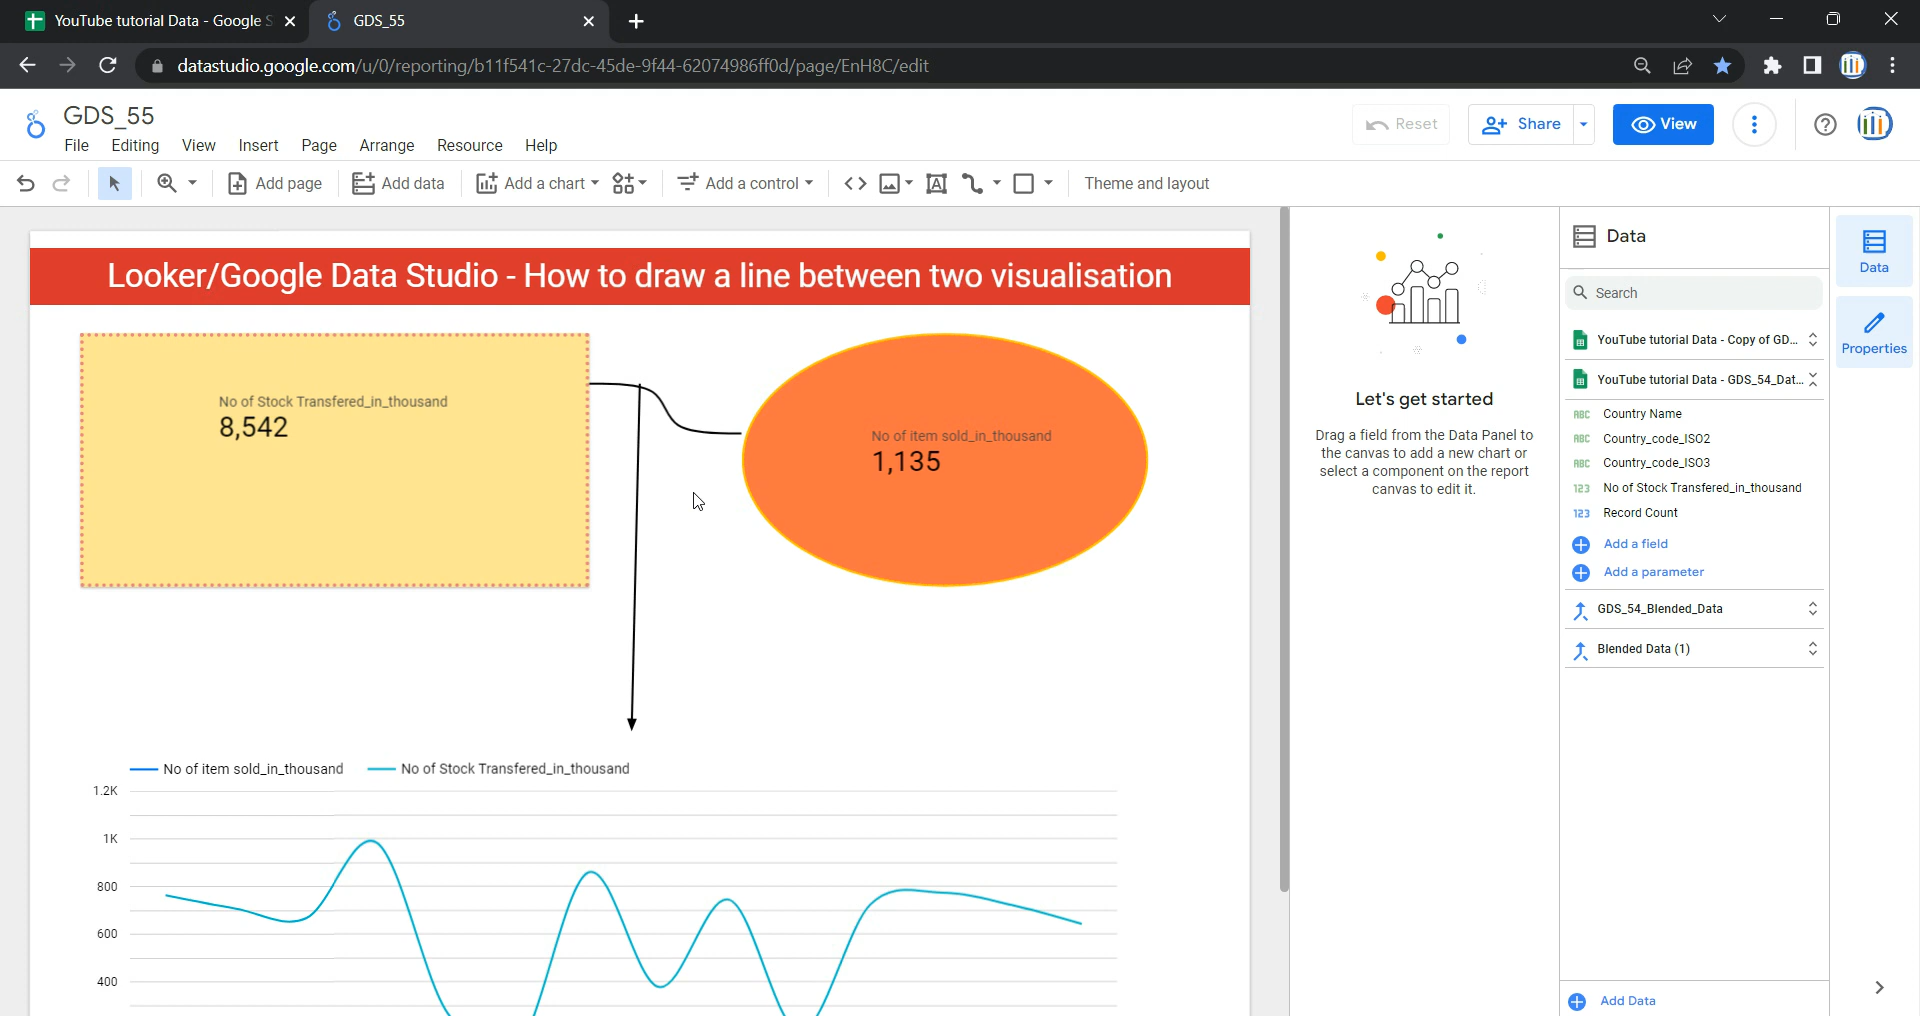 YouTube tutorial Data - Google S
GDS_55
datastudio.google.com/u/0/reporting/b11f541c-27dc-45de-9f44-62074986ff0d/page/EnH8C/edit
GDS_55
File Editing View Insert Page Arrange Resource Help
Reset
Share
View
Add page
Add data
Add a chart
Add a control
Theme and layout
Looker/Google Data Studio - How to draw a line between two visualisation
No of Stock Transfered_in_thousand
8,542
No of item sold_in_thousand
1,135
No of item sold_in_thousand
No of Stock Transfered_in_thousand
1.2K
1K
800
600
400
Let's get started
Drag a field from the Data Panel to
the canvas to add a new chart or
select a component on the report
canvas to edit it.
Data
Search
YouTube tutorial Data - Copy of GD...
YouTube tutorial Data - GDS_54_Dat...
ABC Country Name
ABC Country_code_ISO2
ABC Country_code_ISO3
123 No of Stock Transfered_in_thousand
123 Record Count
Add a field
Add a parameter
GDS_54_Blended_Data
Blended Data (1)
Add Data
Data
Properties